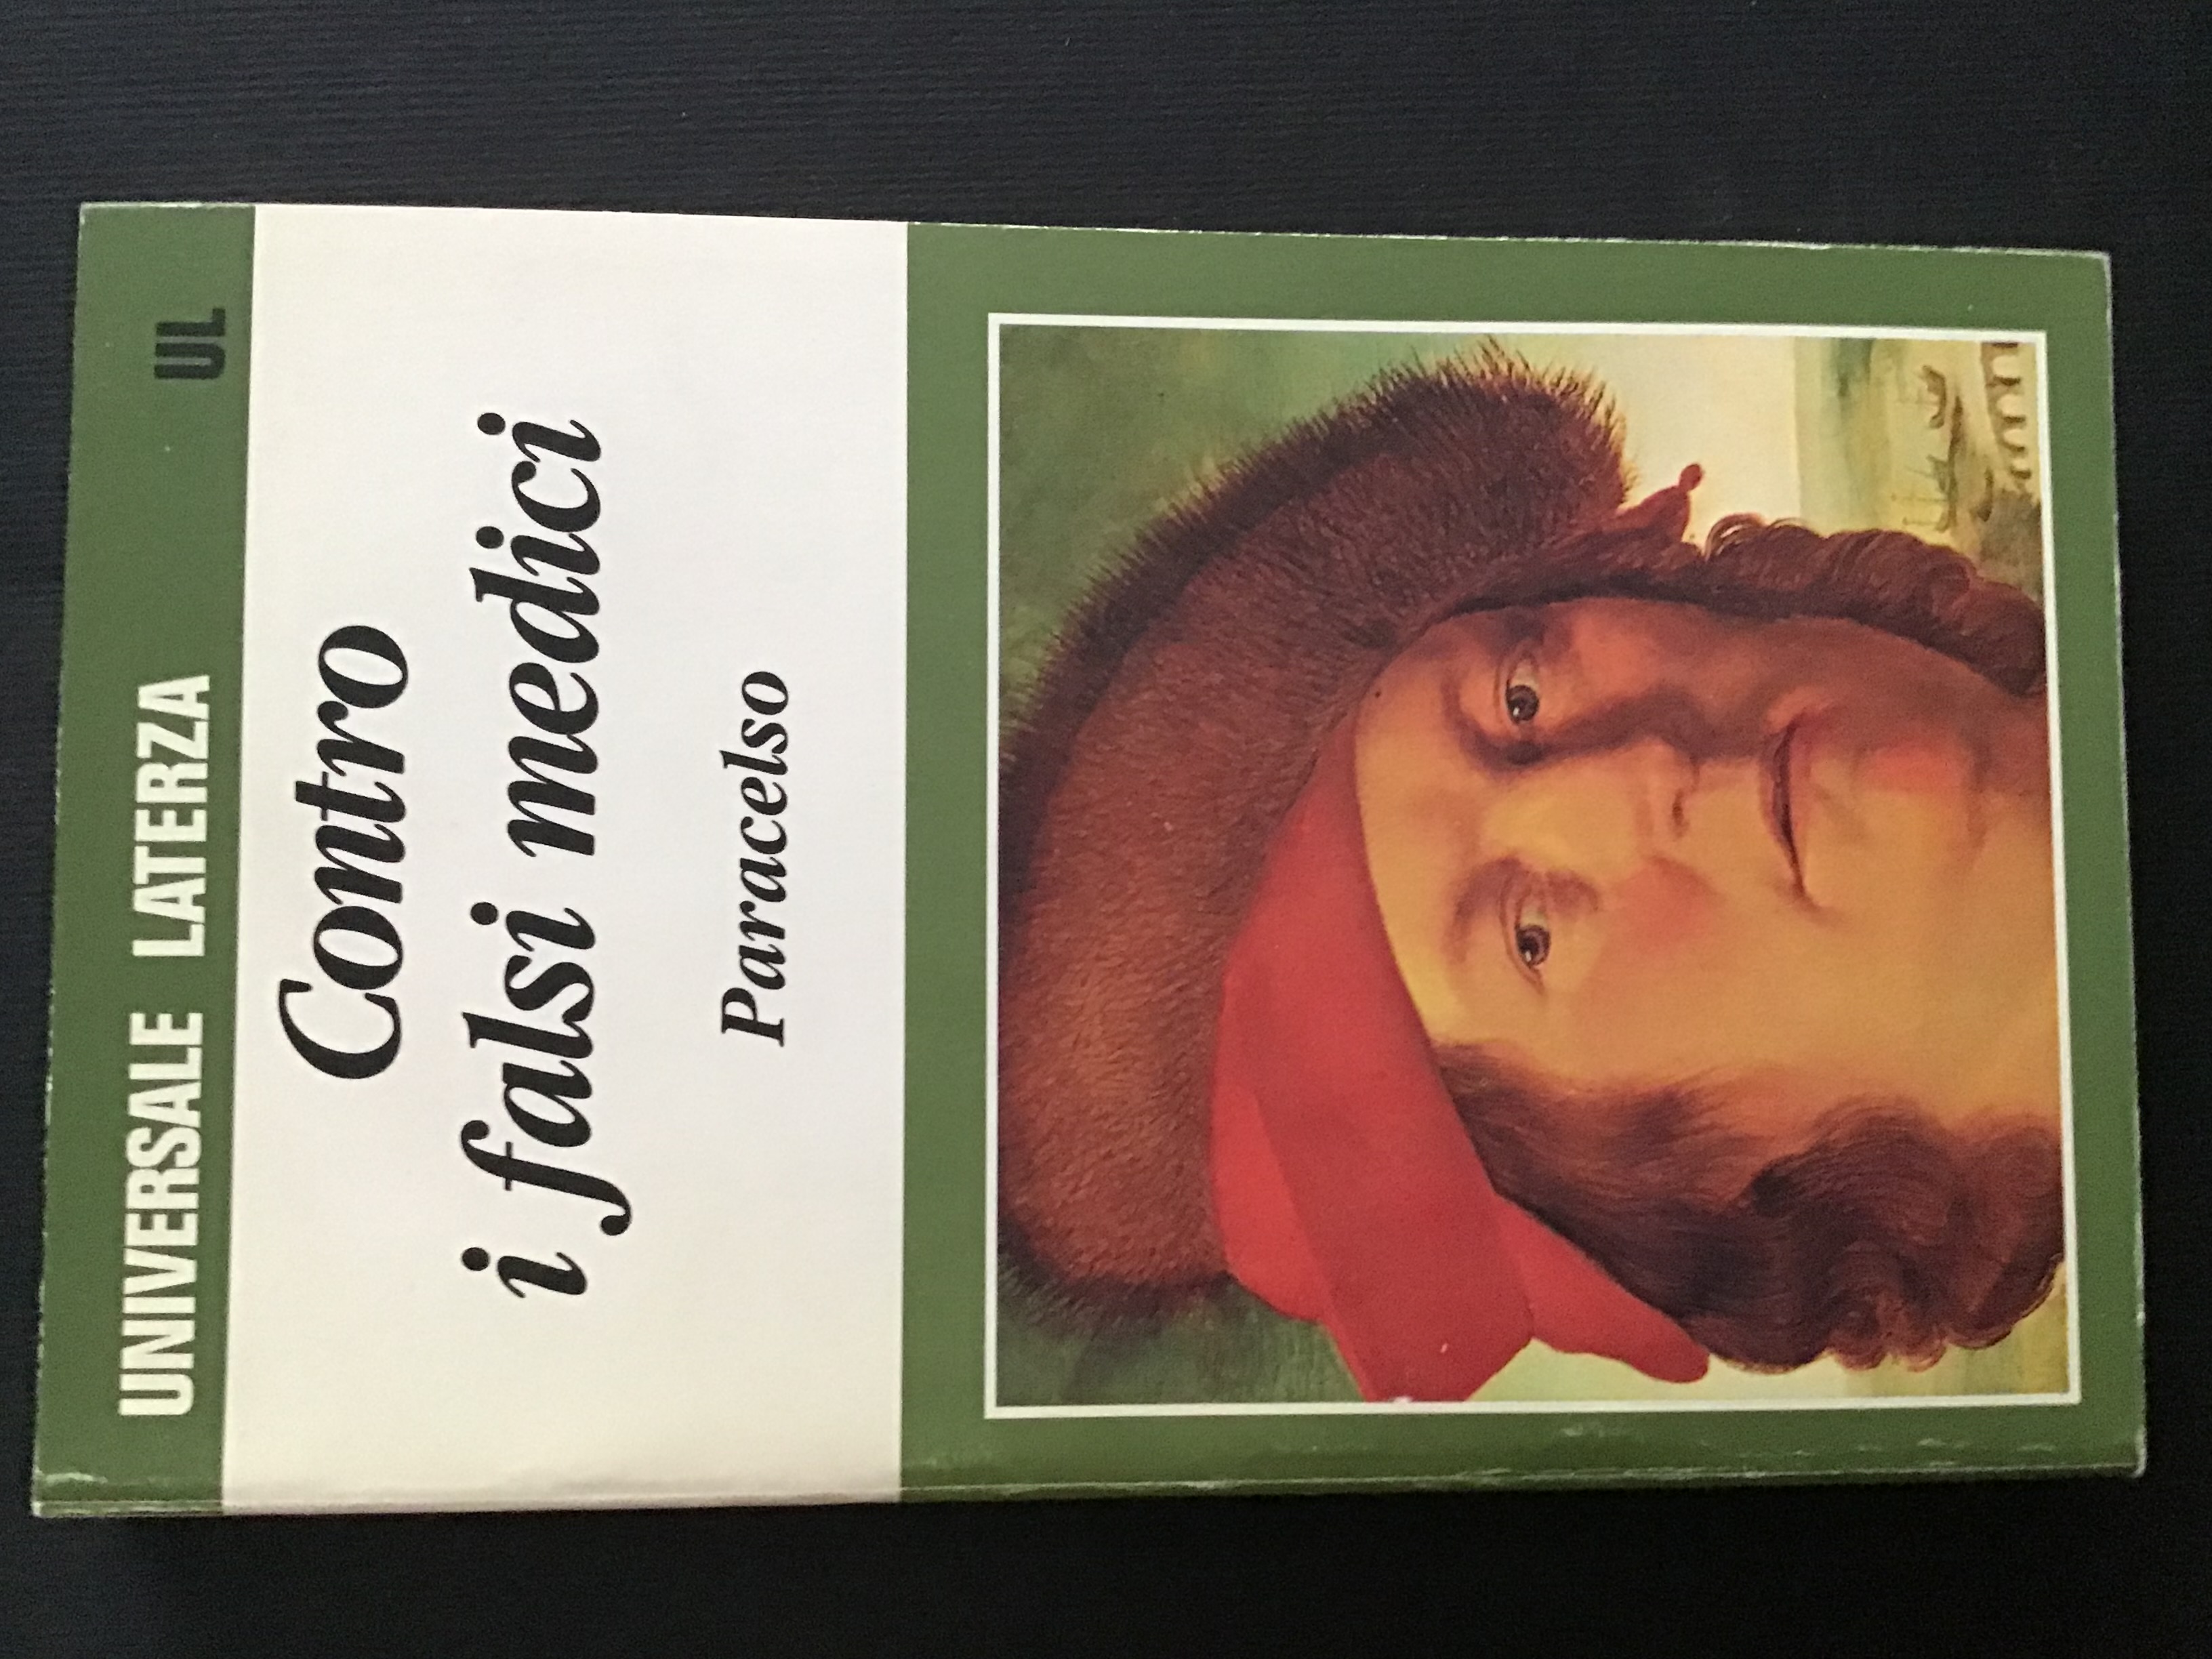 UNIVERSALE LATERZA UL
Contro
i falsi medici
Paracelso